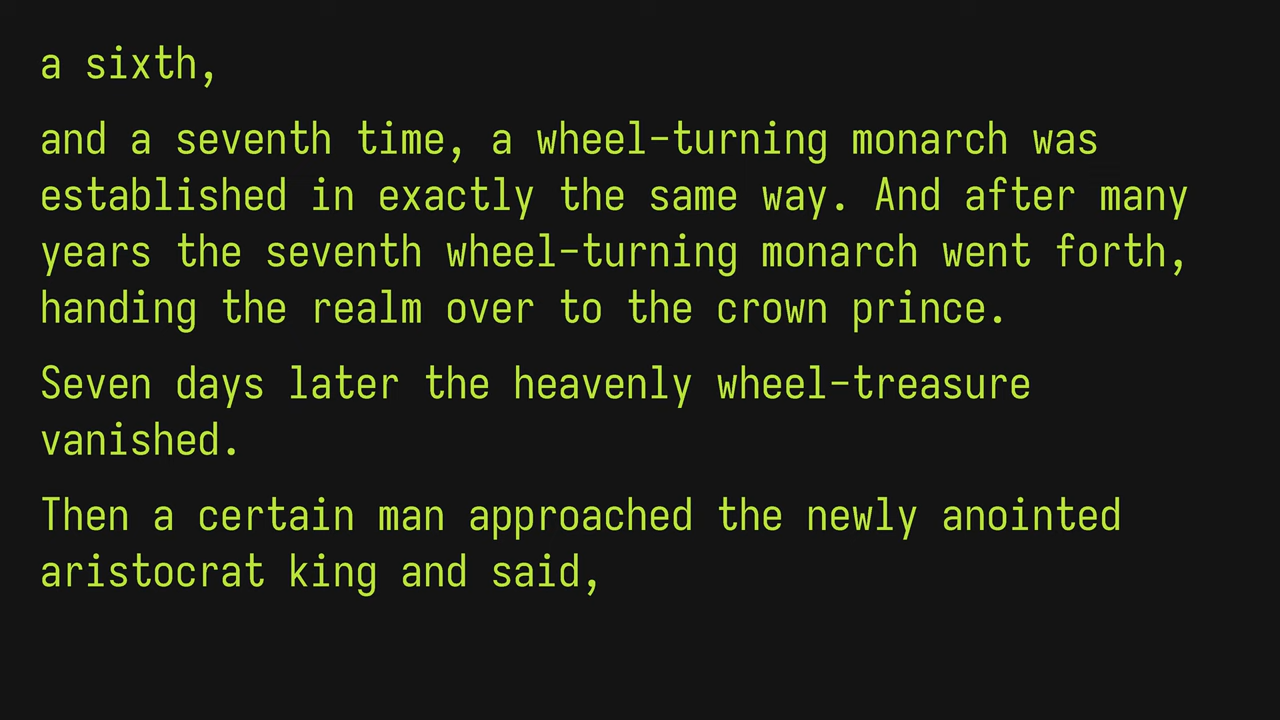 a sixth,
and a seventh time, a wheel-turning monarch was
established in exactly the same way. And after many
years the seventh wheel-turning monarch went forth,
handing the realm over to the crown prince.
Seven days later the heavenly wheel-treasure
vanished.
Then a certain man approached the newly anointed
aristocrat king and said,